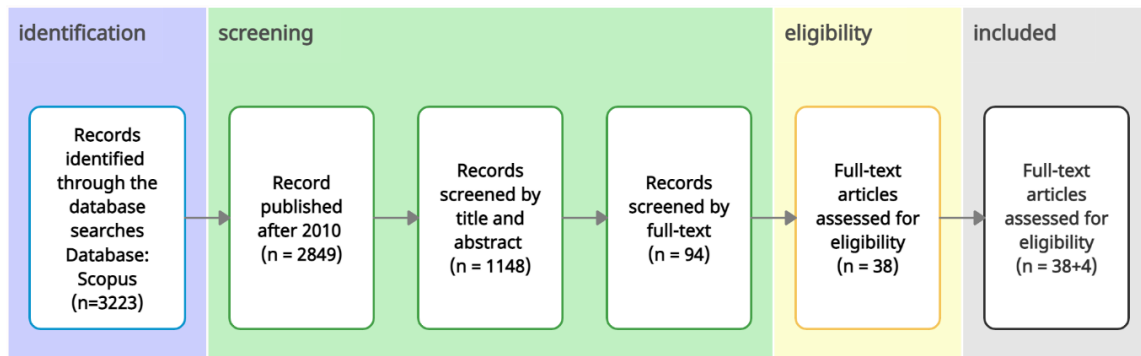 identification
Records
identified
through the
database
searches
Database:
Scopus
(n=3223)
screening
Record
published
after 2010
(n = 2849)
Records
screened by
title and
abstract
(n = 1148)
Records
screened by
full-text
(n = 94)
eligibility
Full-text
articles
assessed for
eligibility
(n = 38)
included
Full-text
articles
assessed for
eligibility
(n = 38+4)